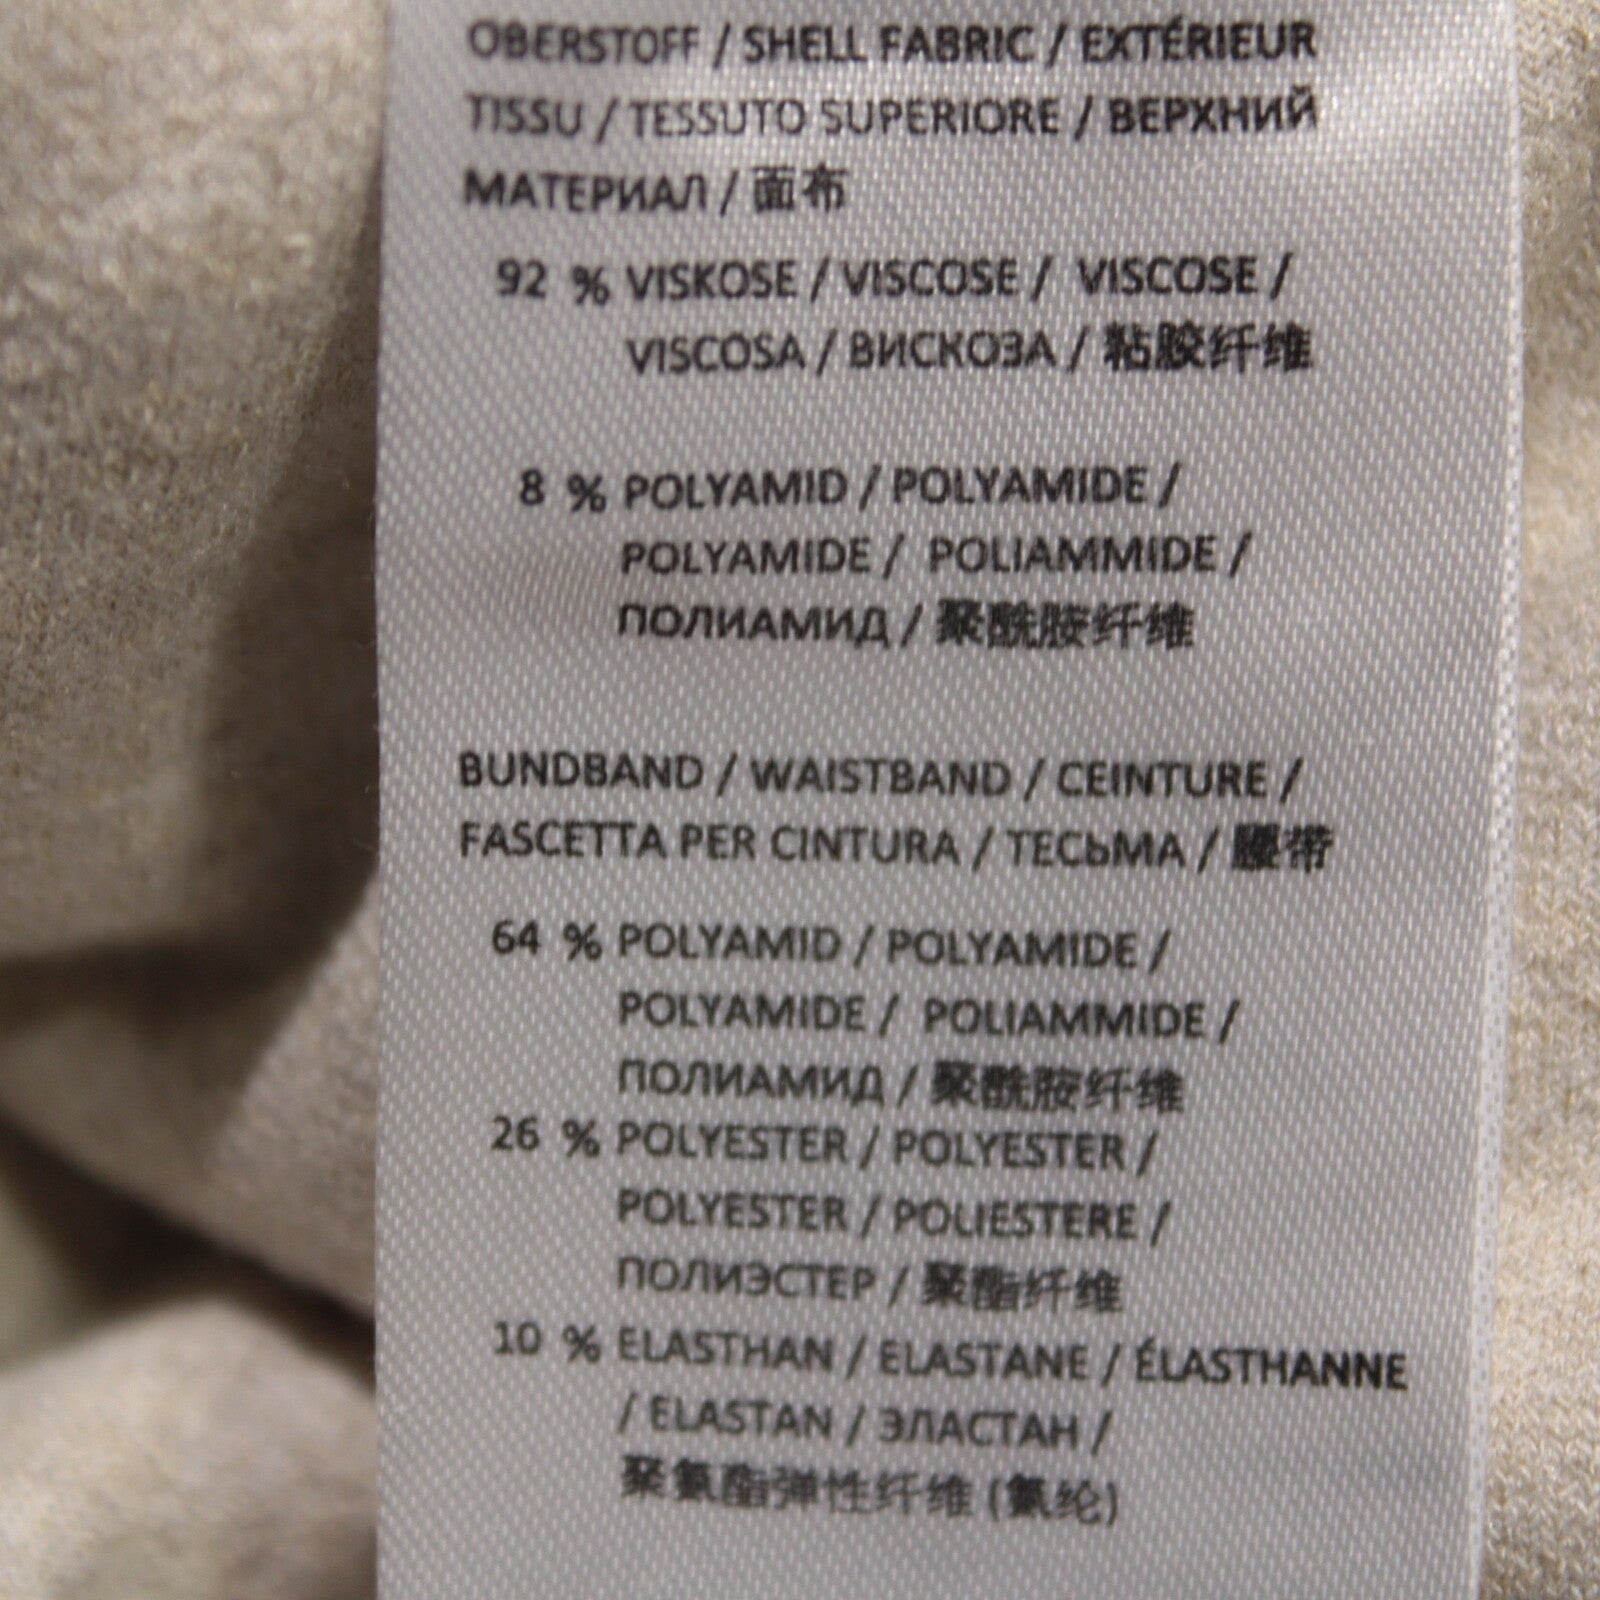 OBERSTOFF / SHELL FABRIC / EXTÉRIEUR
TISSU / TESSUTO SUPERIORE / ВЕРХНИЙ
МАТЕРИАЛ / 面布
92 % VISKOSE / VISCOSE / VISCOSE /
VISCOSA / ВИСКОЗА / 粘胶纤维
8 % POLYAMID / POLYAMIDE /
POLYAMIDE / POLIAMMIDE /
ПОЛИАМИД / 聚酰胺纤维
BUNDBAND / WAISTBAND / CEINTURE /
FASCETTA PER CINTURA / ТЕСЬМА / 腰带
64 % POLYAMID / POLYAMIDE /
POLYAMIDE / POLIAMMIDE /
ПОЛИАМИД / 聚酰胺纤维
26 % POLYESTER / POLYESTER /
POLYESTER / POLIESTERE /
ПОЛИЭСТЕР / 聚酯纤维
10 % ELASTHAN / ELASTANE / ÉLASTHANNE
/ ELASTAN / ЭЛАСТАН /
聚氨酯弹性纤维 (氨纶)